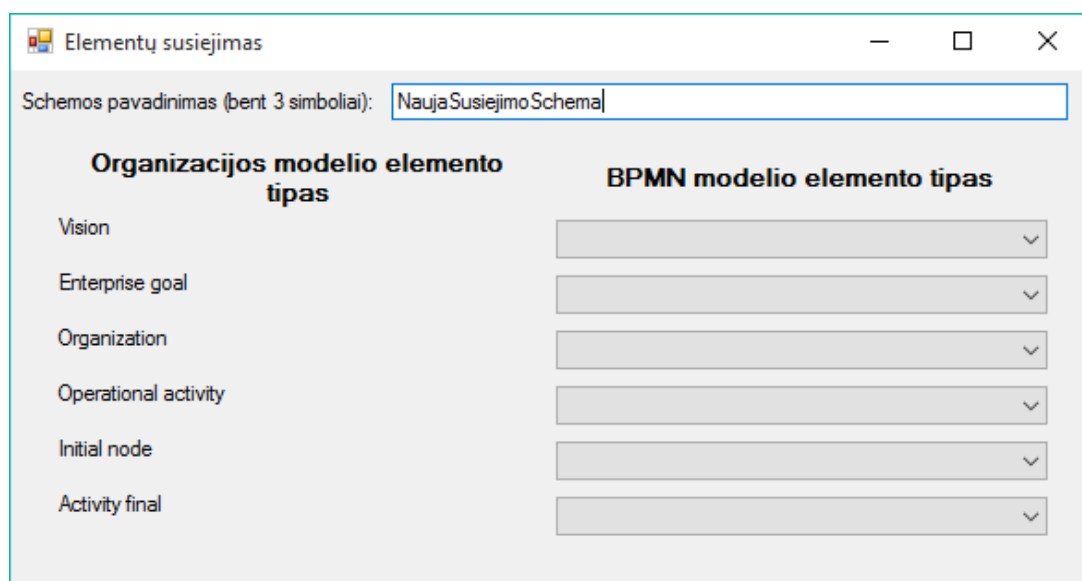 Elementų susiejimas
Schemos pavadinimas (bent 3 simboliai): NaujaSusiejimoSchema
Organizacijos modelio elemento
tipas
BPMN modelio elemento tipas
Vision
Enterprise goal
Organization
Operational activity
Initial node
Activity final